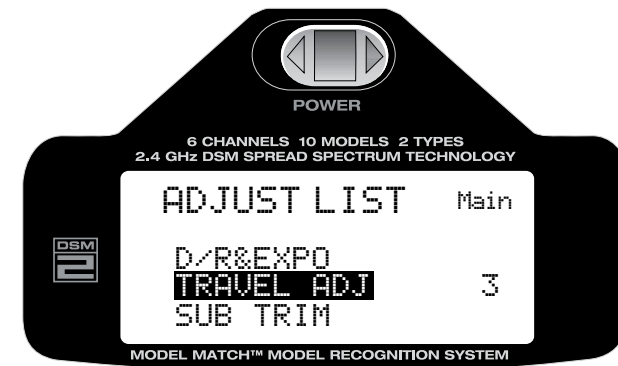 POWER
6 CHANNELS 10 MODELS 2 TYPES
2.4 GHz DSM SPREAD SPECTRUM TECHNOLOGY
ADJUST LIST Main
DSM
2
D/R&EXPO
TRAVEL ADJ 3
SUB TRIM
MODEL MATCH™ MODEL RECOGNITION SYSTEM